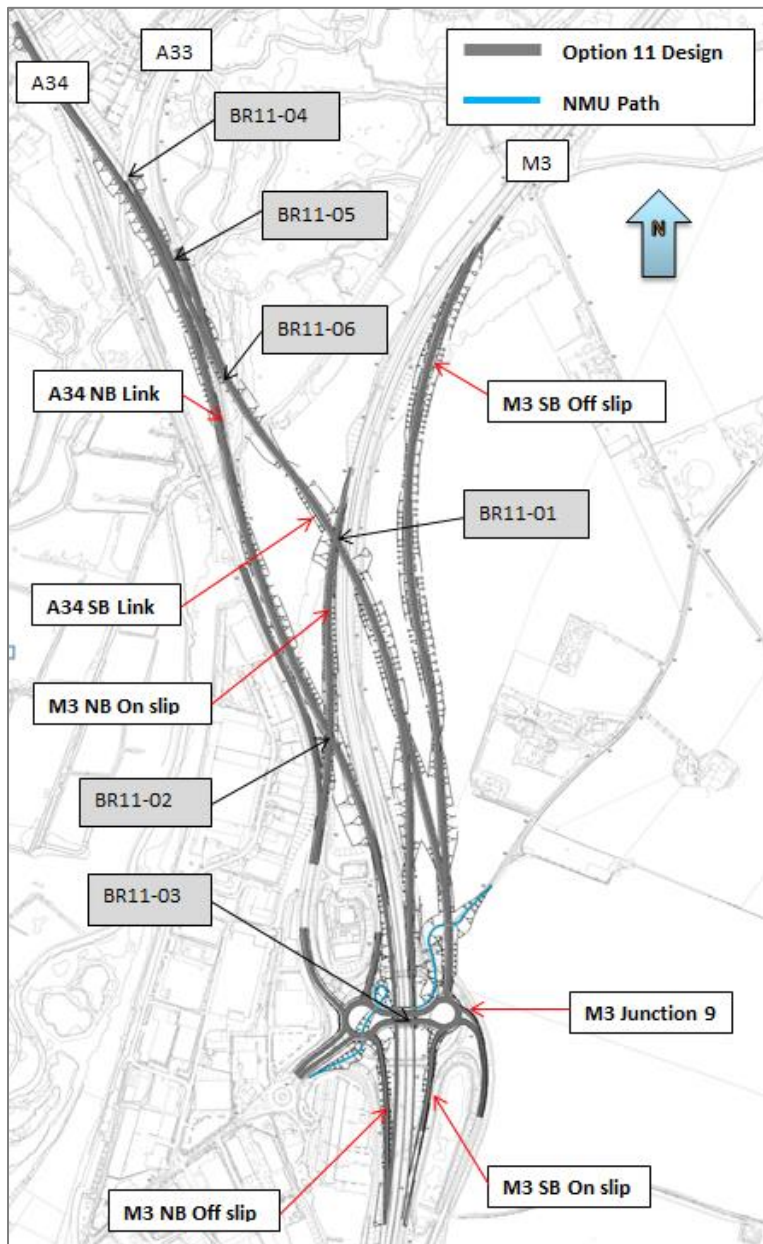 A33
A34
Option 11 Design
NMU Path
BR11-04
M3
BR11-05
N
BR11-06
A34 NB Link
M3 SB Off slip
BR11-01
A34 SB Link
M3 NB On slip
BR11-02
BR11-03
M3 Junction 9
M3 SB On slip
M3 NB Off slip